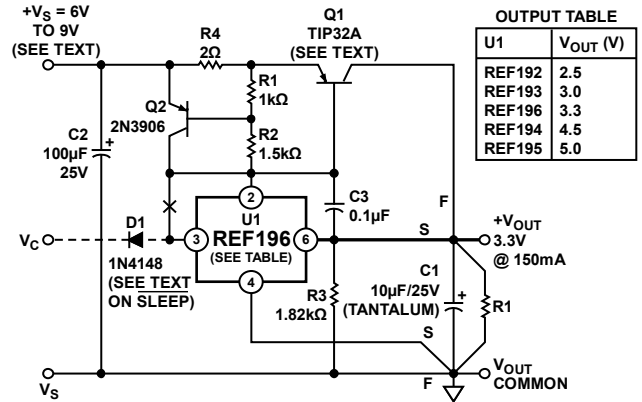 +VS = 6V
TO 9V
(SEE TEXT)
R4
2Ω
Q1
TIP32A
(SEE TEXT)
OUTPUT TABLE
U1 VOUT (V)
REF192 2.5
REF193 3.0
REF196 3.3
REF194 4.5
REF195 5.0
R1
1kΩ
Q2
2N3906
R2
1.5kΩ
C2
100µF
25V
+
C3
0.1µF
F
S
2
U1
3
REF196
6
(SEE TABLE)
4
VC
D1
1N4148
(SEE TEXT
ON SLEEP)
+VOUT
3.3V
@ 150mA
R3
1.82kΩ
C1
10µF/25V
(TANTALUM)
+
R1
S
F
VS
VOUT
COMMON